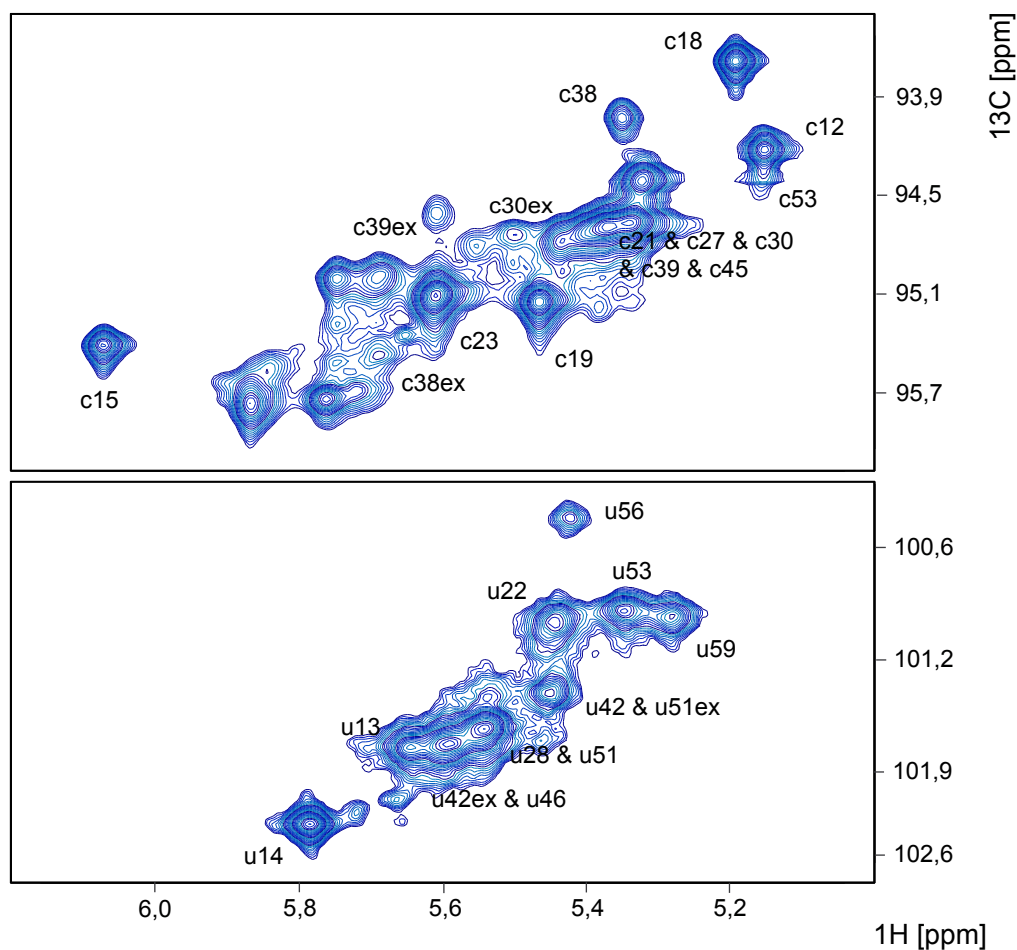 c18
13C [ppm]
c38
93,9
c12
c53
94,5
c39ex
c30ex
c21 & c27 & c30
& c39 & c45
95,1
c23
c19
c38ex
c15
95,7
u56
100,6
u22
u53
u59
101,2
u42 & u51ex
u13
u28 & u51
101,9
u42ex & u46
u14
102,6
6,0
5,8
5,6
5,4
5,2
1H [ppm]